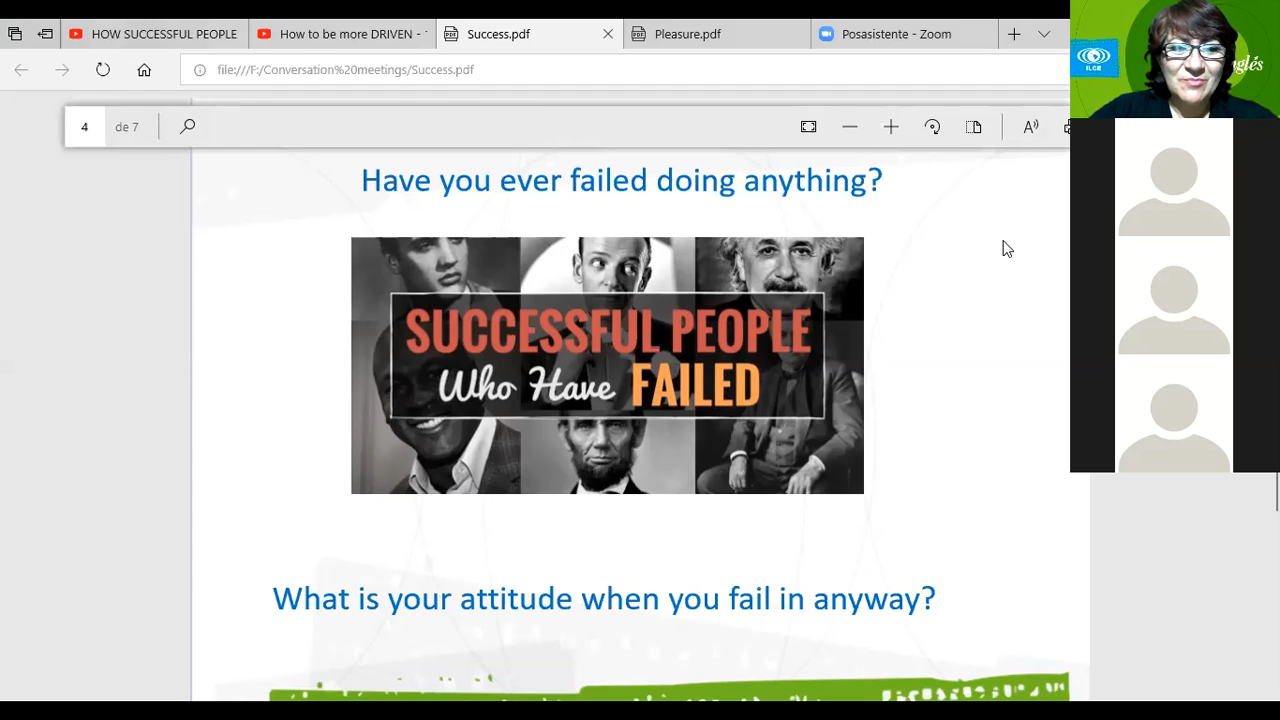 HOW SUCCESSFUL PEOPLE
How to be more DRIVEN -
Success.pdf
Pleasure.pdf
Posasistente - Zoom
file:///F:/Conversation%20meetings/Success.pdf
4 de 7
ILCE
Have you ever failed doing anything?
SUCCESSFUL PEOPLE
Who Have FAILED
What is your attitude when you fail in anyway?